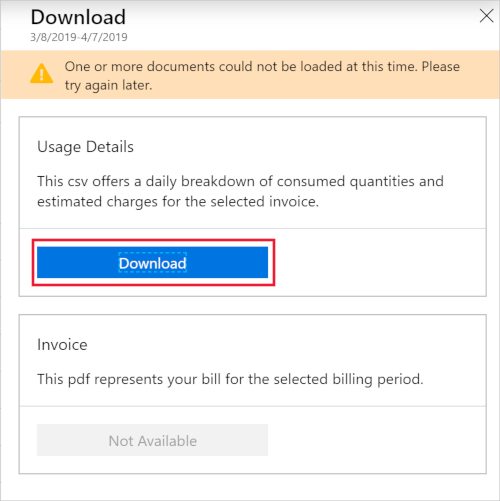 Download
3/8/2019-4/7/2019
One or more documents could not be loaded at this time. Please
try again later.
Usage Details
This csv offers a daily breakdown of consumed quantities and
estimated charges for the selected invoice.
Download
Invoice
This pdf represents your bill for the selected billing period.
Not Available